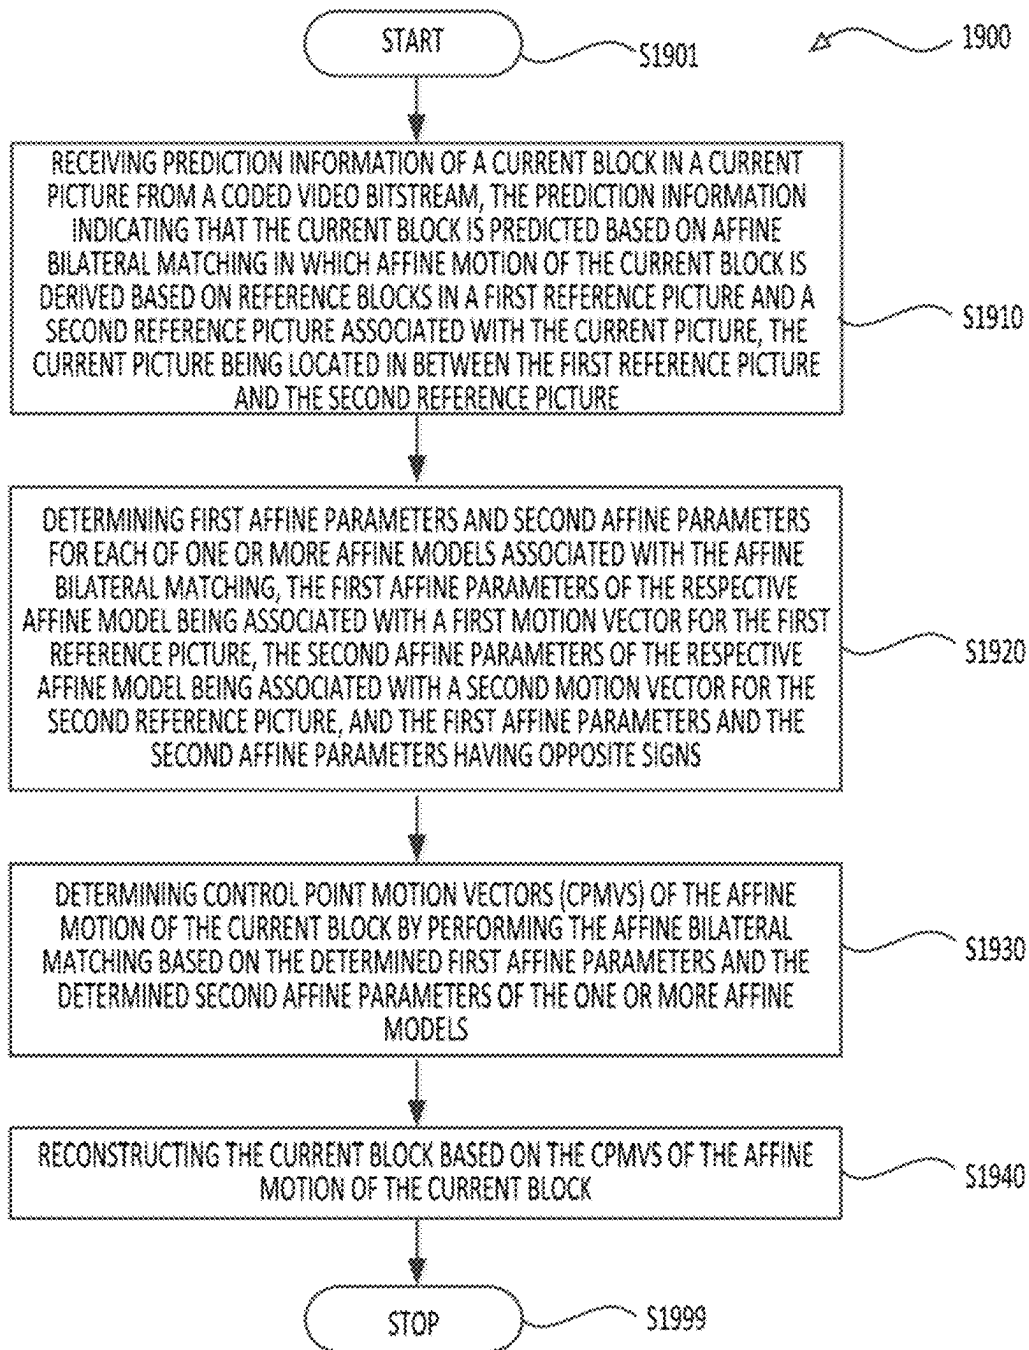 START
S1901
1900
RECEIVING PREDICTION INFORMATION OF A CURRENT BLOCK IN A CURRENT
PICTURE FROM A CODED VIDEO BITSTREAM, THE PREDICTION INFORMATION
INDICATING THAT THE CURRENT BLOCK IS PREDICTED BASED ON AFFINE
BILATERAL MATCHING IN WHICH AFFINE MOTION OF THE CURRENT BLOCK IS
DERIVED BASED ON REFERENCE BLOCKS IN A FIRST REFERENCE PICTURE AND A
SECOND REFERENCE PICTURE ASSOCIATED WITH THE CURRENT PICTURE, THE
CURRENT PICTURE BEING LOCATED IN BETWEEN THE FIRST REFERENCE PICTURE
AND THE SECOND REFERENCE PICTURE
S1910
DETERMINING FIRST AFFINE PARAMETERS AND SECOND AFFINE PARAMETERS
FOR EACH OF ONE OR MORE AFFINE MODELS ASSOCIATED WITH THE AFFINE
BILATERAL MATCHING, THE FIRST AFFINE PARAMETERS OF THE RESPECTIVE
AFFINE MODEL BEING ASSOCIATED WITH A FIRST MOTION VECTOR FOR THE FIRST
REFERENCE PICTURE, THE SECOND AFFINE PARAMETERS OF THE RESPECTIVE
AFFINE MODEL BEING ASSOCIATED WITH A SECOND MOTION VECTOR FOR THE
SECOND REFERENCE PICTURE, AND THE FIRST AFFINE PARAMETERS AND THE
SECOND AFFINE PARAMETERS HAVING OPPOSITE SIGNS
S1920
DETERMINING CONTROL POINT MOTION VECTORS (CPMVS) OF THE AFFINE
MOTION OF THE CURRENT BLOCK BY PERFORMING THE AFFINE BILATERAL
MATCHING BASED ON THE DETERMINED FIRST AFFINE PARAMETERS AND THE
DETERMINED SECOND AFFINE PARAMETERS OF THE ONE OR MORE AFFINE
MODELS
S1930
RECONSTRUCTING THE CURRENT BLOCK BASED ON THE CPMVS OF THE AFFINE
MOTION OF THE CURRENT BLOCK
S1940
STOP
S1999